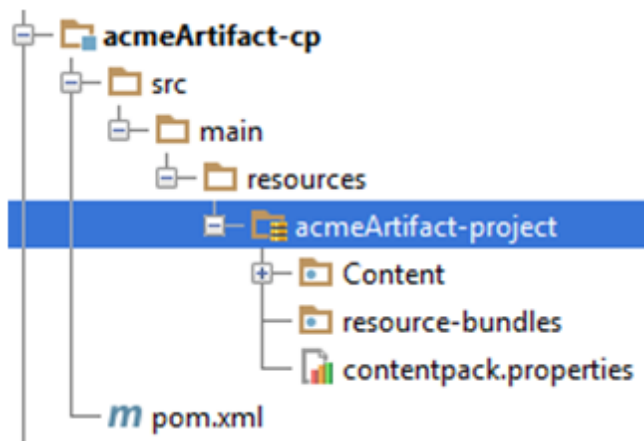 acmeArtifact-cp
src
main
resources
acmeArtifact-project
Content
resource-bundles
contentpack.properties
m pom.xml